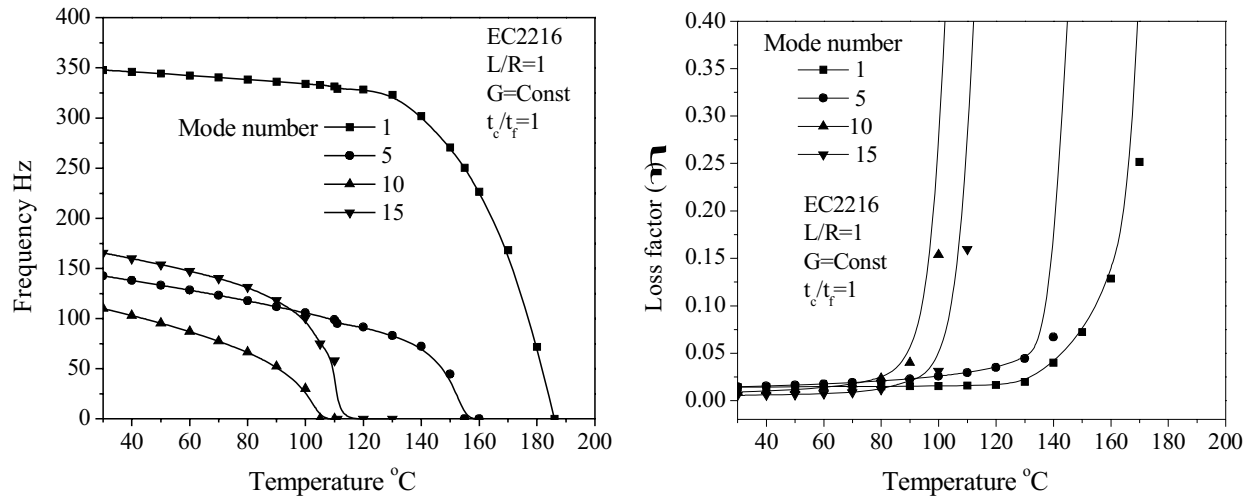 350
300
250
200
150
100
50
0
40 60 80 100 120 140 160 180 200
Frequency Hz
Temperature °C
EC2216
L/R=1
G=Const
t_c/t_f=1
Mode number
1
5
10
15
0.40
0.35
0.30
0.25
0.20
0.15
0.10
0.05
0.00
40 60 80 100 120 140 160 180 200
Loss factor (η)
Temperature °C
Mode number
1
5
10
15
EC2216
L/R=1
G=Const
t_c/t_f=1